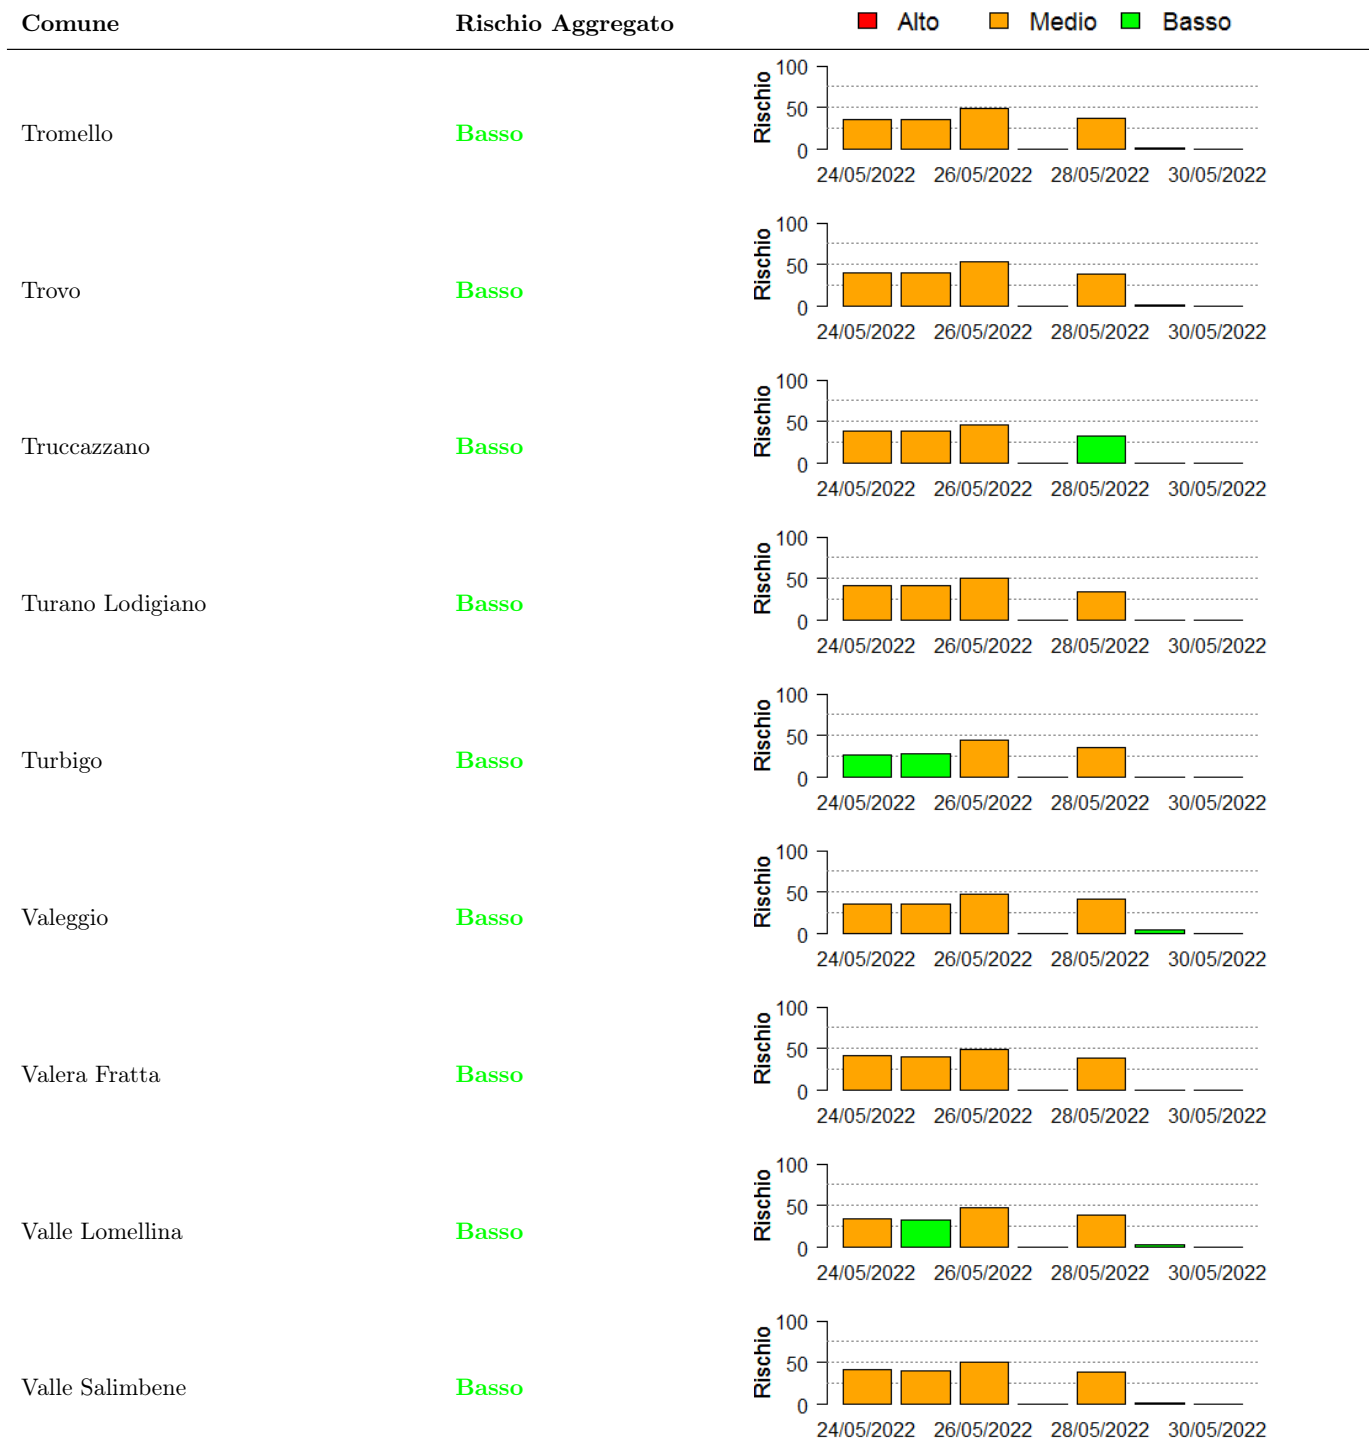 Comune Rischio Aggregato Alto Medio Basso
100
50
0
Rischio
Tromello Basso
24/05/2022 26/05/2022 28/05/2022 30/05/2022
100
50
0
Rischio
Trovo Basso
24/05/2022 26/05/2022 28/05/2022 30/05/2022
100
50
0
Rischio
Truccazzano Basso
24/05/2022 26/05/2022 28/05/2022 30/05/2022
100
50
0
Rischio
Turano Lodigiano Basso
24/05/2022 26/05/2022 28/05/2022 30/05/2022
100
50
0
Rischio
Turbigo Basso
24/05/2022 26/05/2022 28/05/2022 30/05/2022
100
50
0
Rischio
Valeggio Basso
24/05/2022 26/05/2022 28/05/2022 30/05/2022
100
50
0
Rischio
Valera Fratta Basso
24/05/2022 26/05/2022 28/05/2022 30/05/2022
100
50
0
Rischio
Valle Lomellina Basso
24/05/2022 26/05/2022 28/05/2022 30/05/2022
100
50
0
Rischio
Valle Salimbene Basso
24/05/2022 26/05/2022 28/05/2022 30/05/2022